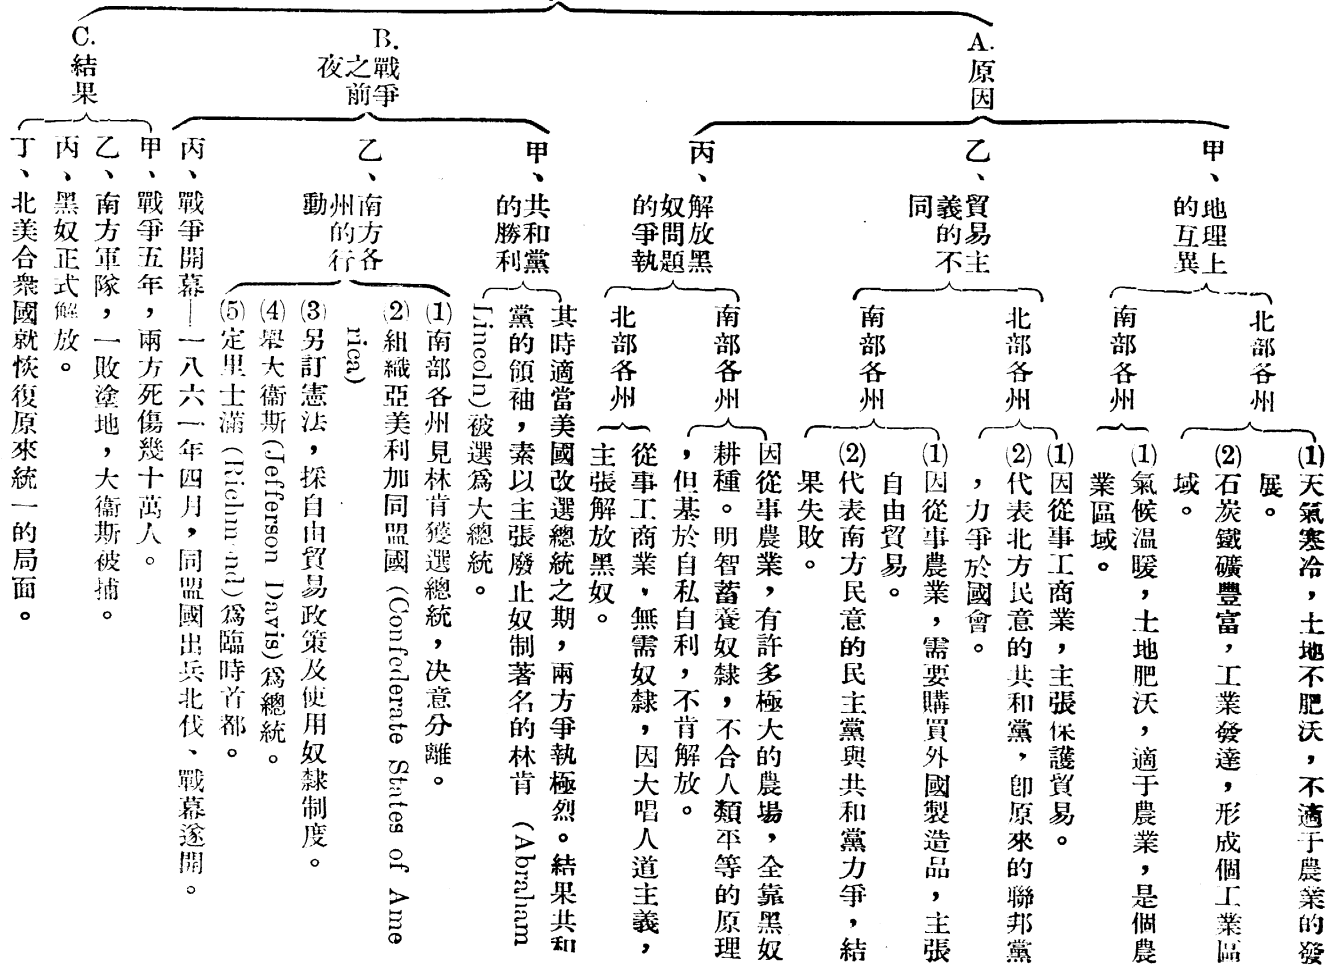 A.原因
甲、地理上
的互異
北部各州
(1)天氣寒冷，土地不肥沃，不適于農業的發
展。
(2)石炭鐵礦豐富，工業發達，形成個工業區
域。
南部各州
(1)氣候温暖，土地肥沃，適于農業，是個農
業區域。
乙、貿易主
義的不
同
北部各州
(1)因從事工商業，主張保護貿易。
(2)代表北方民意的共和黨，卽原來的聯邦黨
，力爭於國會。
南部各州
(1)因從事農業，需要購買外國製造品，主張
自由貿易。
(2)代表南方民意的民主黨與共和黨力爭，結
果失敗。
丙、解放黑
奴問題
的爭執
南部各州
因從事農業，有許多極大的農場，全靠黑奴
耕種。明智蓄養奴隸，不合人類平等的原理
，但基於自私自利，不肯解放。
北部各州
從事工商業，無需奴隸，因大唱人道主義，
主張解放黑奴。
B.戰爭
之前
夜
甲、共和黨
的勝利
其時適當美國改選總統之期，兩方爭執極烈。結果共和
黨的領袖，素以主張廢止奴制著名的林肯 (Abraham
Lincoln)被選爲大總統。
乙、南方各
州的行
動
(1)南部各州見林肯獲選總統，決意分離。
(2)組織亞美利加同盟國 (Confederate States of Ame
rica)
(3)另訂憲法，採自由貿易政策及使用奴隸制度。
(4)舉大衞斯(Jefferson Davis)爲總統。
(5)定里士滿 (Richmond) 爲臨時首都。
丙、戰爭開幕—一八六一年四月，同盟國出兵北伐、戰幕遂開。
C.結果
甲、戰爭五年，兩方死傷幾十萬人。
乙、南方軍隊，一敗塗地，大衞斯被捕。
丙、黑奴正式解放。
丁、北美合衆國就恢復原來統一的局面。